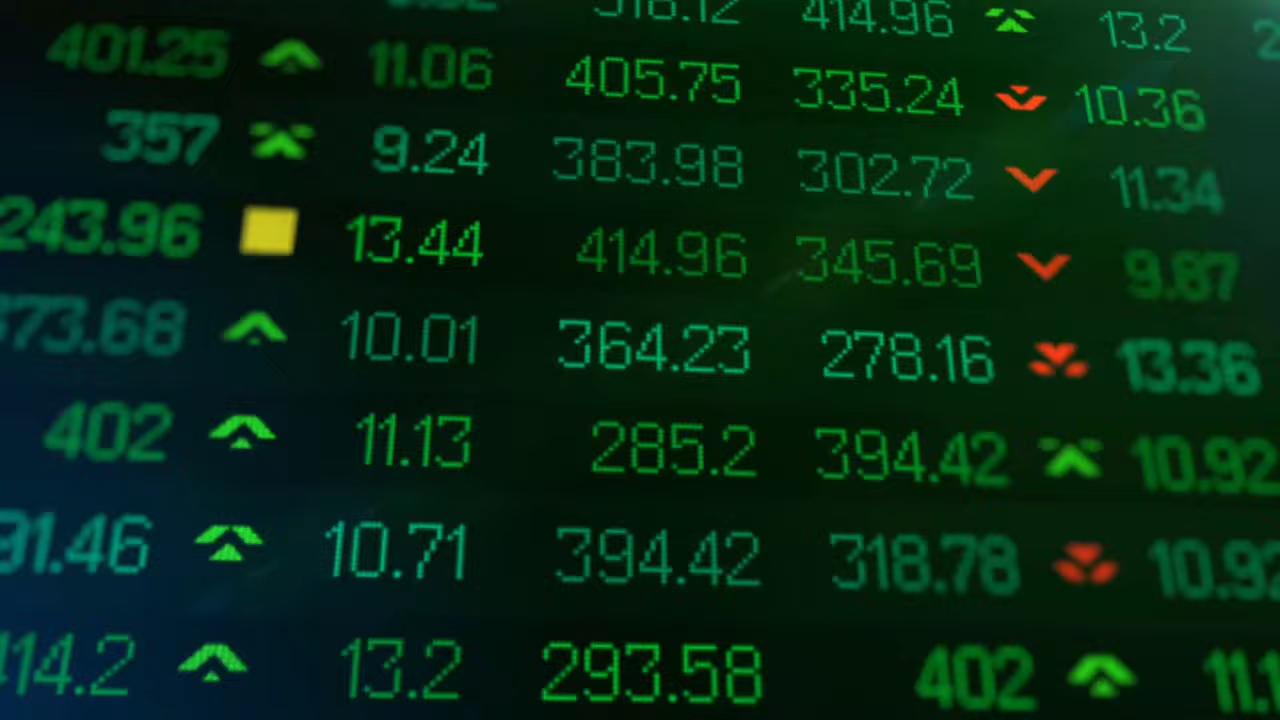 318.12 414.96 13.2
401.25 11.06 405.75 335.24 10.36
357 9.24 383.98 302.72 11.34
243.96 13.44 414.96 345.69 9.87
373.68 10.01 364.23 278.16 13.36
402 11.13 285.2 394.42 10.92
91.46 10.71 394.42 318.78 10.92
414.2 13.2 293.58 402 11.1